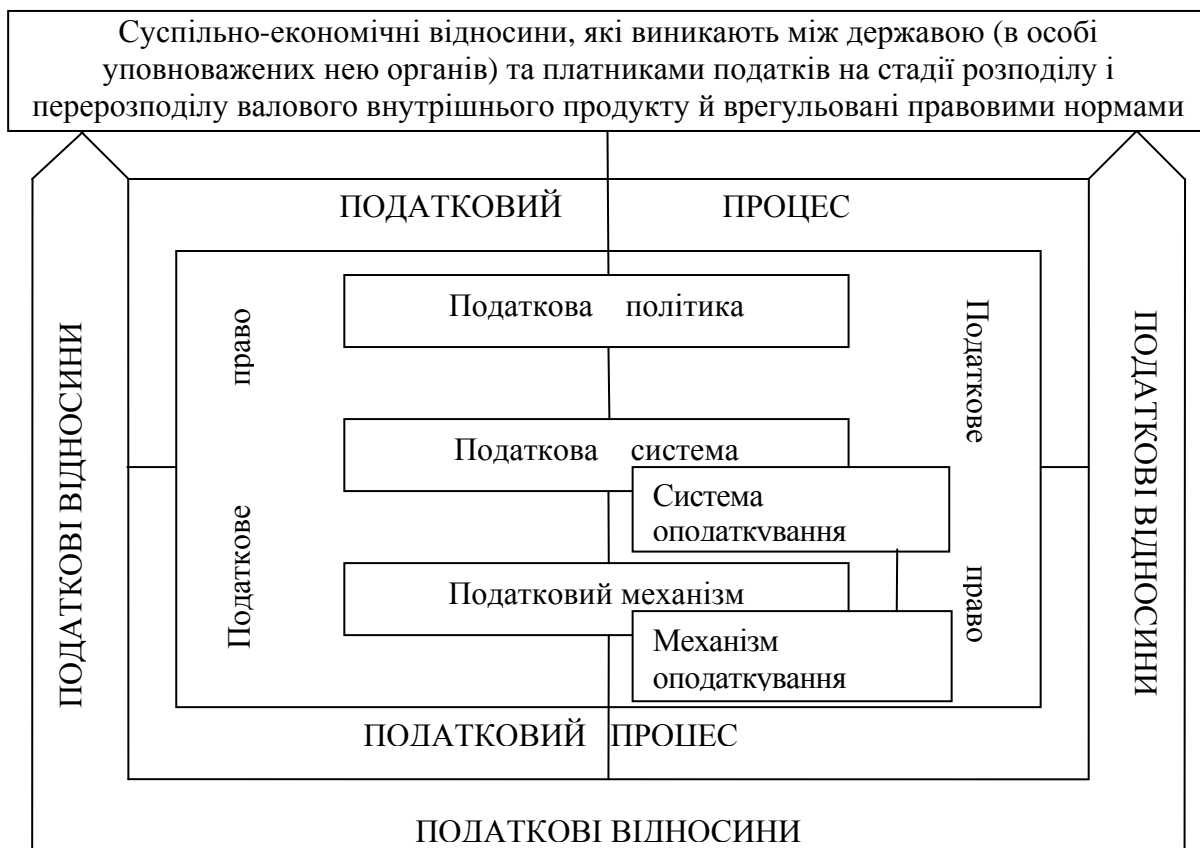 Суспільно-економічні відносини, які виникають між державою (в особі
уповноважених нею органів) та платниками податків на стадії розподілу і
перерозподілу валового внутрішнього продукту й врегульовані правовими нормами
ПОДАТКОВИЙ ПРОЦЕС
ПОДАТКОВІ ВІДНОСИНИ
Податкове право
Податкова політика
Податкова система
Система
оподаткування
Податковий механізм
Механізм
оподаткування
Податкове право
ПОДАТКОВІ ВІДНОСИНИ
ПОДАТКОВИЙ ПРОЦЕС
ПОДАТКОВІ ВІДНОСИНИ